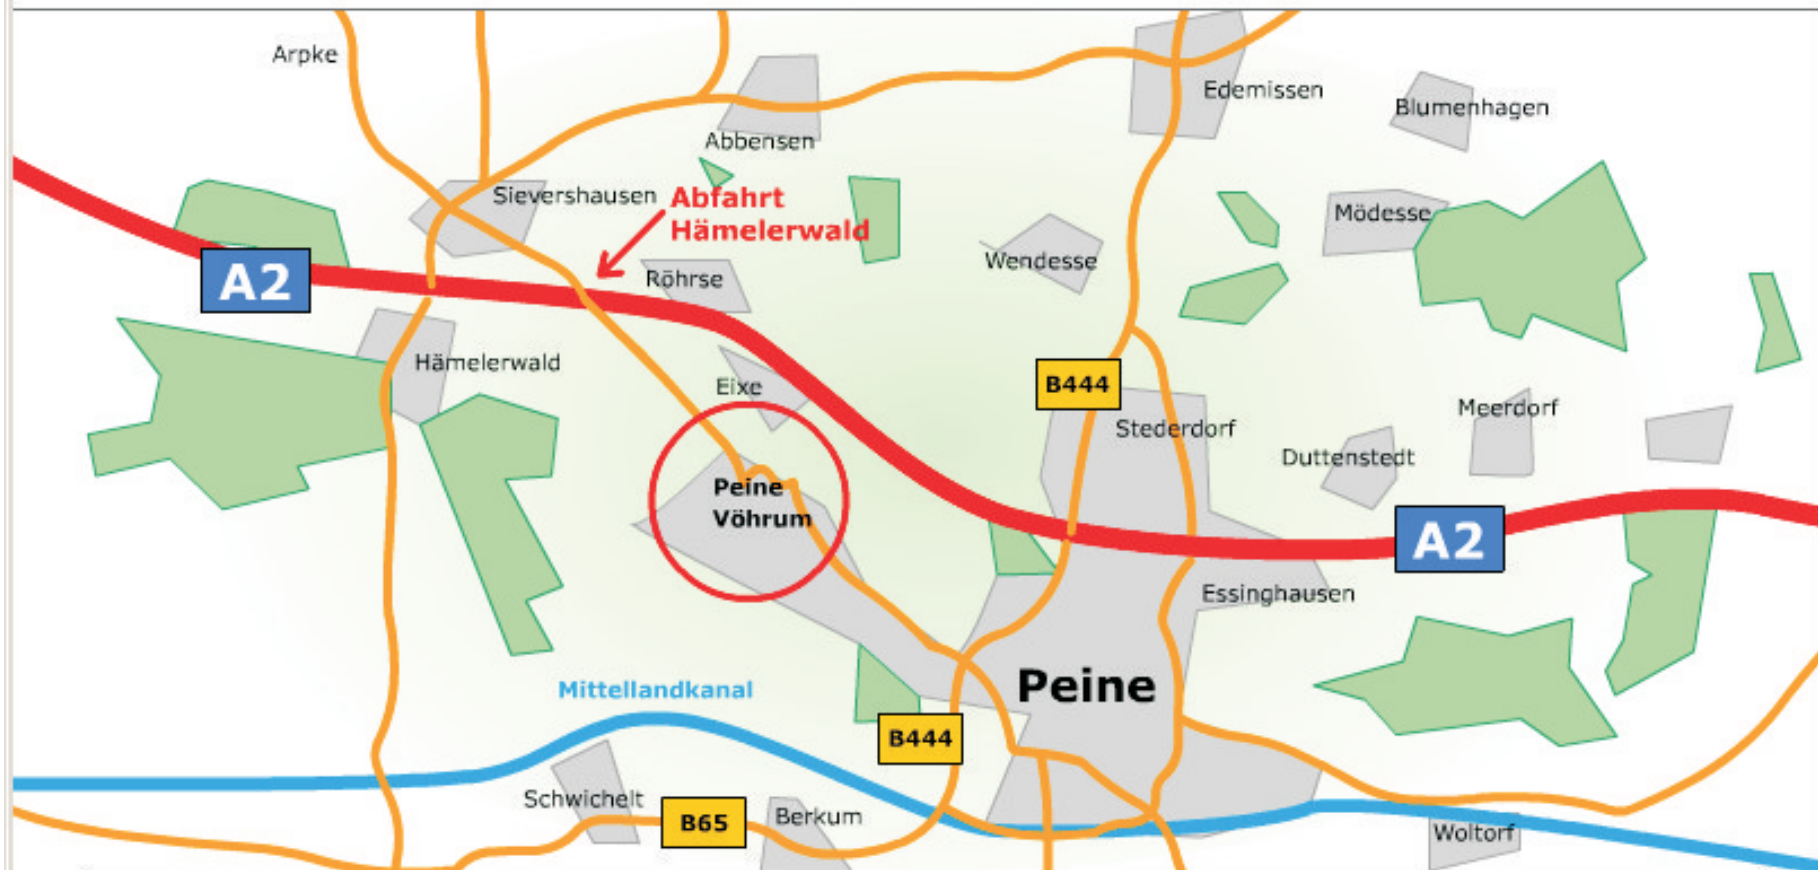 Arpke
Edemissen
Blumenhagen
Abbensen
Sievershausen
Abfahrt
Hämelerwald
Mödesse
Wendesse
Röhrse
A2
Hämelerwald
Eixe
B444
Stederdorf
Meerdorf
Duttenstedt
Peine
Vöhrum
A2
Essinghausen
Mittellandkanal
Peine
B444
Schwichelt
B65
Berkum
Woltorf